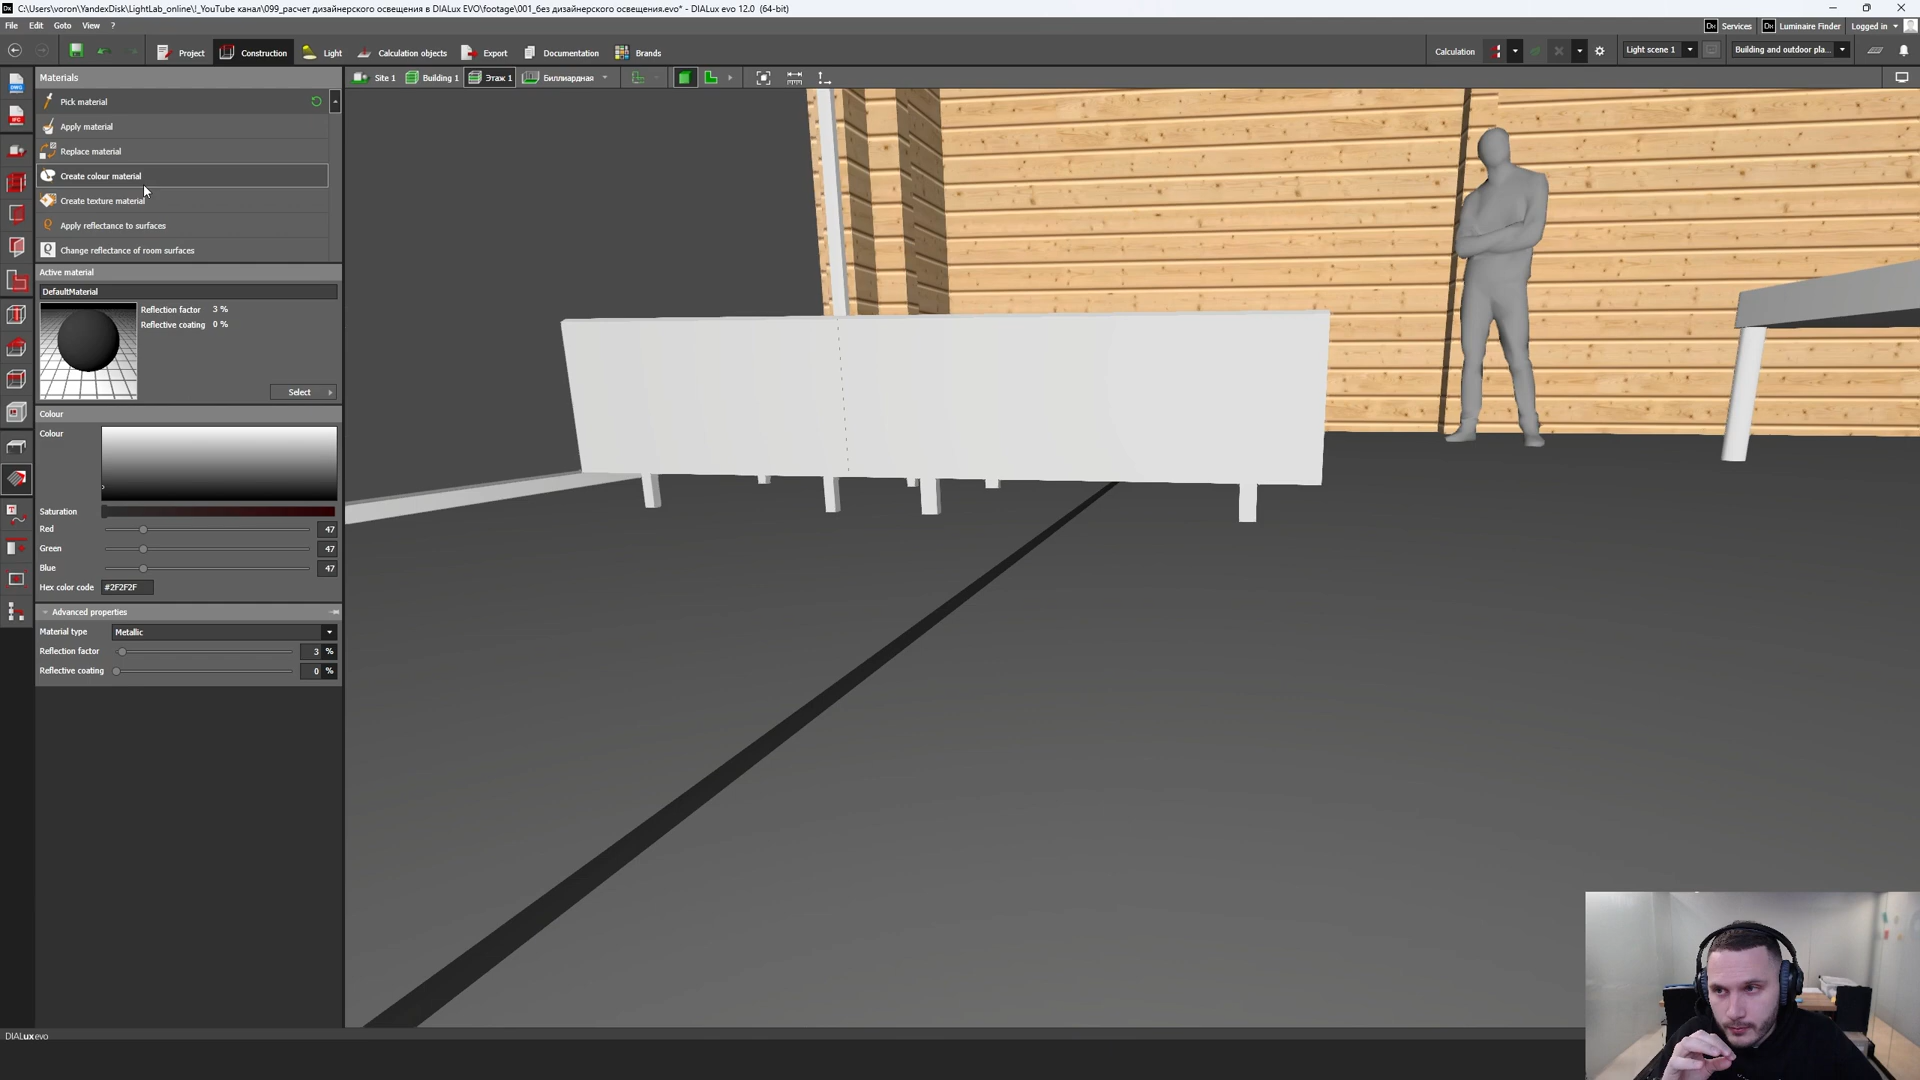 C:\Users\voron\YandexDisk\LightLab_online\!_YouTube канал\099_расчет дизайнерского освещения в DIALux EVO\footage\001_без дизайнерского освещения.evo* - DIALux evo 12.0 (64-bit)
File Edit Goto View ?
Services Luminaire Finder Logged in
Project Construction Light Calculation objects Export Documentation Brands
Calculation Light scene 1 Building and outdoor pla...
Materials
Site 1 Building 1 Этаж 1 Биллиардная
Pick material
Apply material
Replace material
Create colour material
Create texture material
Apply reflectance to surfaces
Change reflectance of room surfaces
Active material
DefaultMaterial
Reflection factor 3 %
Reflective coating 0 %
Select
Colour
Colour
Saturation
Red 47
Green 47
Blue 47
Hex color code #2F2F2F
Advanced properties
Material type Metallic
Reflection factor 3 %
Reflective coating 0 %
DIALux evo